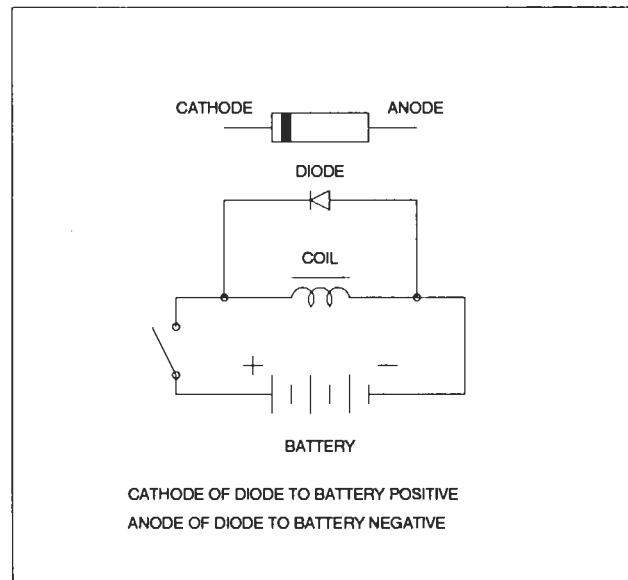 CATHODE ANODE
DIODE
COIL
+ —
BATTERY
CATHODE OF DIODE TO BATTERY POSITIVE
ANODE OF DIODE TO BATTERY NEGATIVE